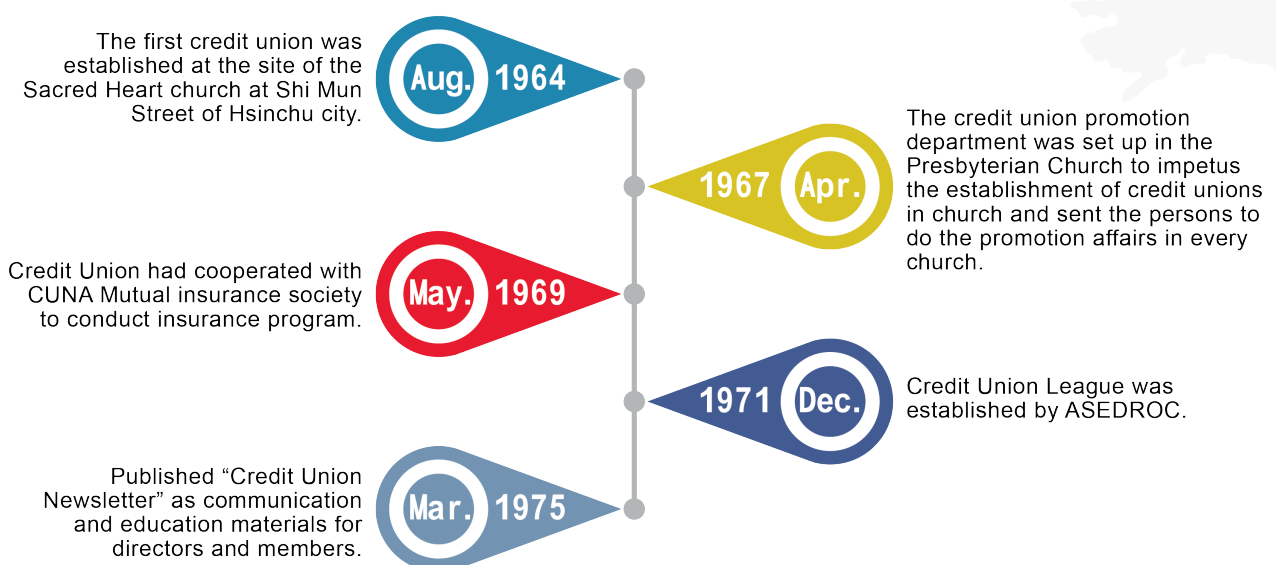 The first credit union was
established at the site of the
Sacred Heart church at Shi Mun
Street of Hsinchu city.
Aug. 1964
1967 Apr.
The credit union promotion
department was set up in the
Presbyterian Church to impetus
the establishment of credit unions
in church and sent the persons to
do the promotion affairs in every
church.
Credit Union had cooperated with
CUNA Mutual insurance society
to conduct insurance program.
May. 1969
1971 Dec.
Credit Union League was
established by ASEDROC.
Published “Credit Union
Newsletter” as communication
and education materials for
directors and members.
Mar. 1975